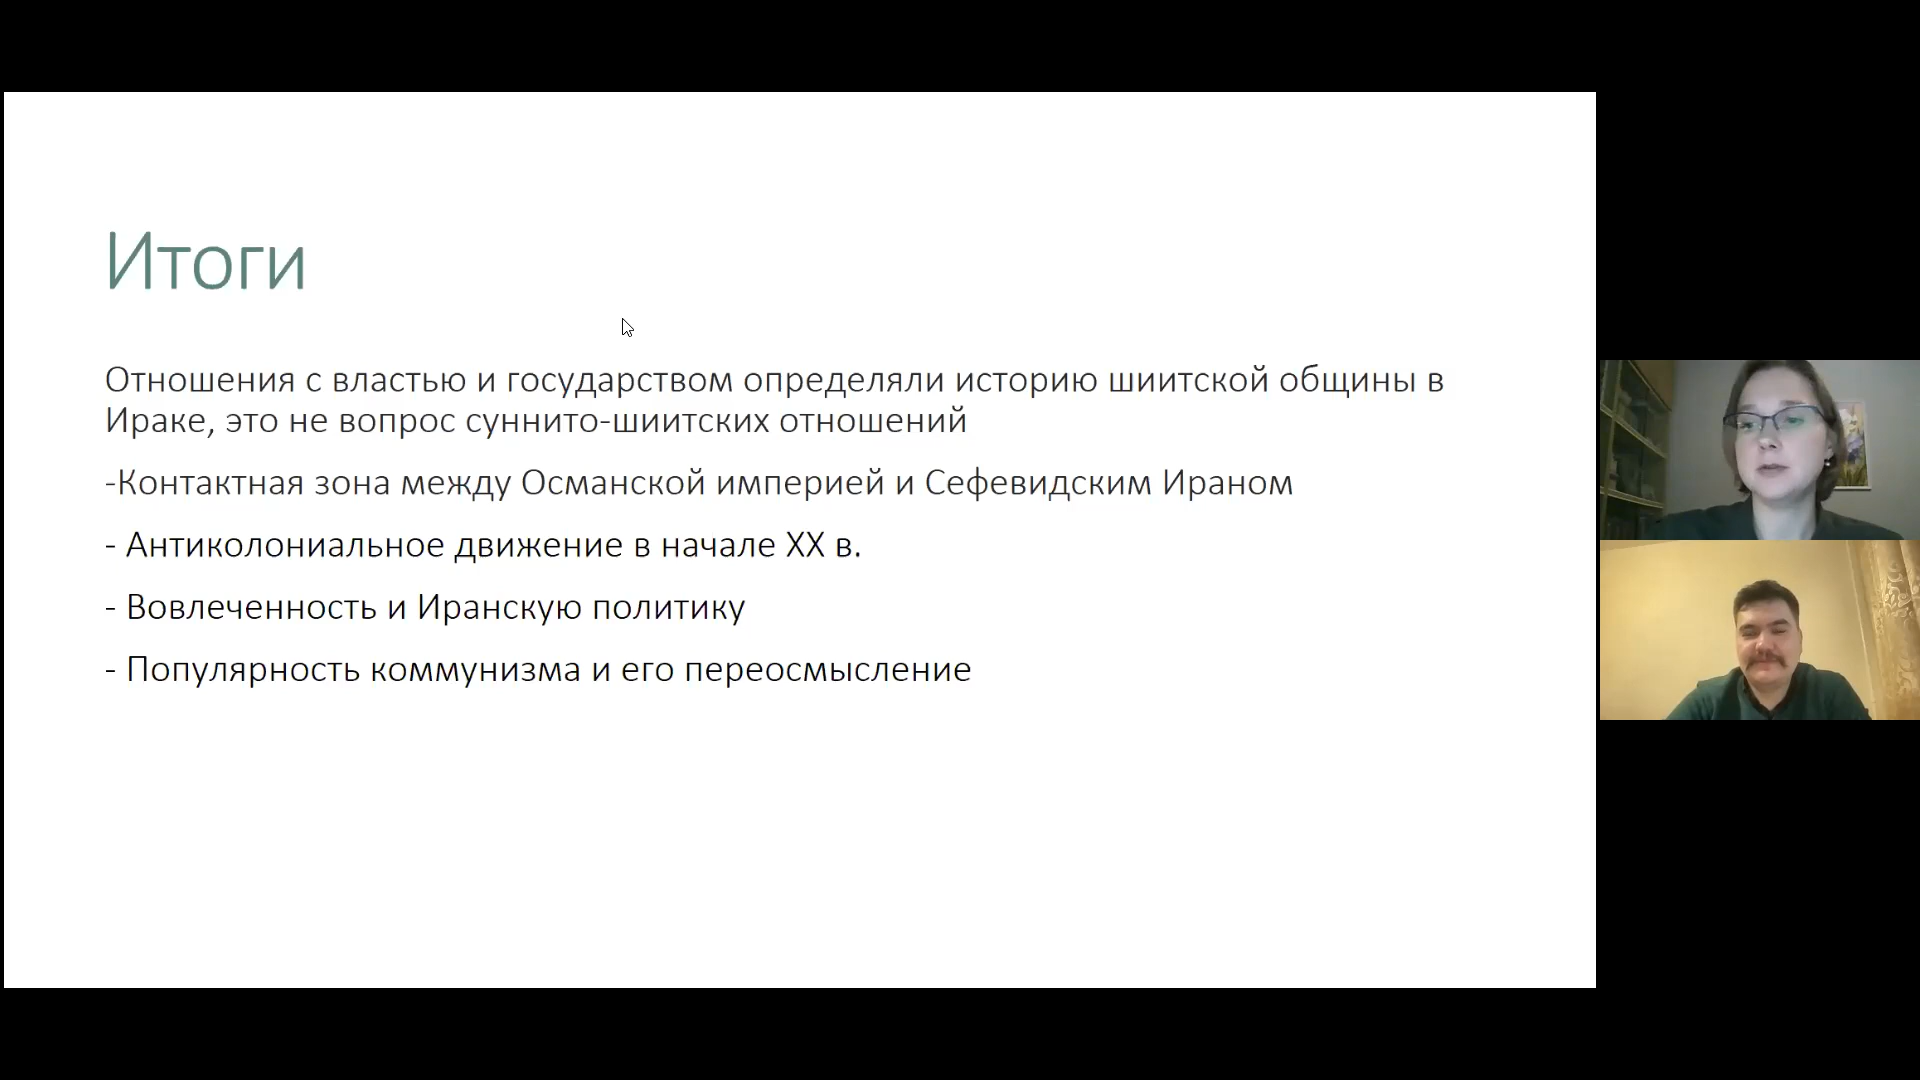 Итоги
Отношения с властью и государством определяли историю шиитской общины в
Ираке, это не вопрос суннито-шиитских отношений
-Контактная зона между Османской империей и Сефевидским Ираном
- Антиколониальное движение в начале XX в.
- Вовлеченность и Иранскую политику
- Популярность коммунизма и его переосмысление